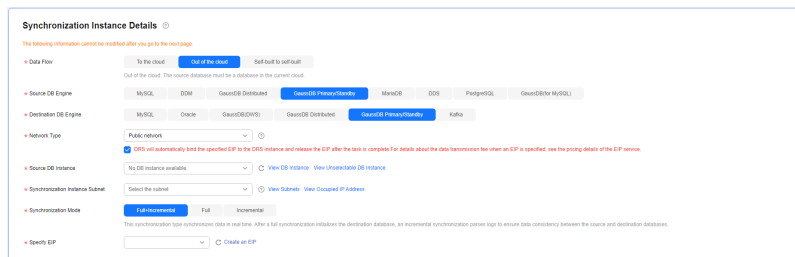 Synchronization Instance Details
The following information cannot be modified after you go to the next page.
* Data Flow To the cloud Out of the cloud Self-built to self-built
Out of the cloud: The source database must be a database in the current cloud.
* Source DB Engine MySQL DDM GaussDB Distributed GaussDB Primary/Standby MariaDB DDS PostgreSQL GaussDB(for MySQL)
* Destination DB Engine MySQL Oracle GaussDB(DWS) GaussDB Distributed GaussDB Primary/Standby Kafka
* Network Type Public network
DRS will automatically bind the specified EIP to the DRS instance and release the EIP after the task is complete.For details about the data transmission fee when an EIP is specified, see the pricing details of the EIP service.
* Source DB Instance No DB instance available. View DB Instance View Unselectable DB Instance
* Synchronization Instance Subnet Select the subnet View Subnets View Occupied IP Address
* Synchronization Mode Full+Incremental Full Incremental
This synchronization type synchronizes data in real time. After a full synchronization initializes the destination database, an incremental synchronization parses logs to ensure data consistency between the source and destination databases.
* Specify EIP Create an EIP